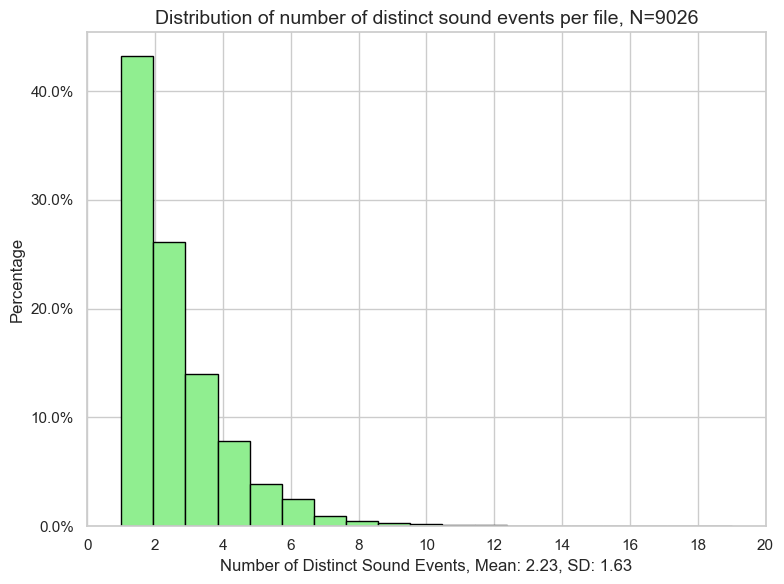 Distribution of number of distinct sound events per file, N=9026
Percentage
40.0%
30.0%
20.0%
10.0%
0.0%
0 2 4 6 8 10 12 14 16 18 20
Number of Distinct Sound Events, Mean: 2.23, SD: 1.63